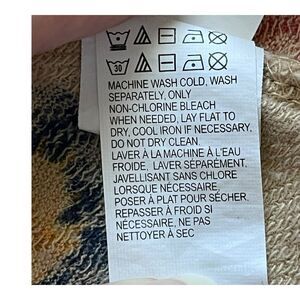 30
MACHINE WASH COLD, WASH
SEPARATELY, ONLY
NON-CHLORINE BLEACH
WHEN NEEDED, LAY FLAT TO
DRY, COOL IRON IF NECESSARY.
DO NOT DRY CLEAN.
LAVER À LA MACHINE À L'EAU
FROIDE, LAVER SÉPARÉMENT,
JAVELLISANT SANS CHLORE
LORSQUE NÉCESSAIRE,
POSER À PLAT POUR SÉCHER.
REPASSER À FROID SI
NÉCESSAIRE, NE PAS
NETTOYER À SEC